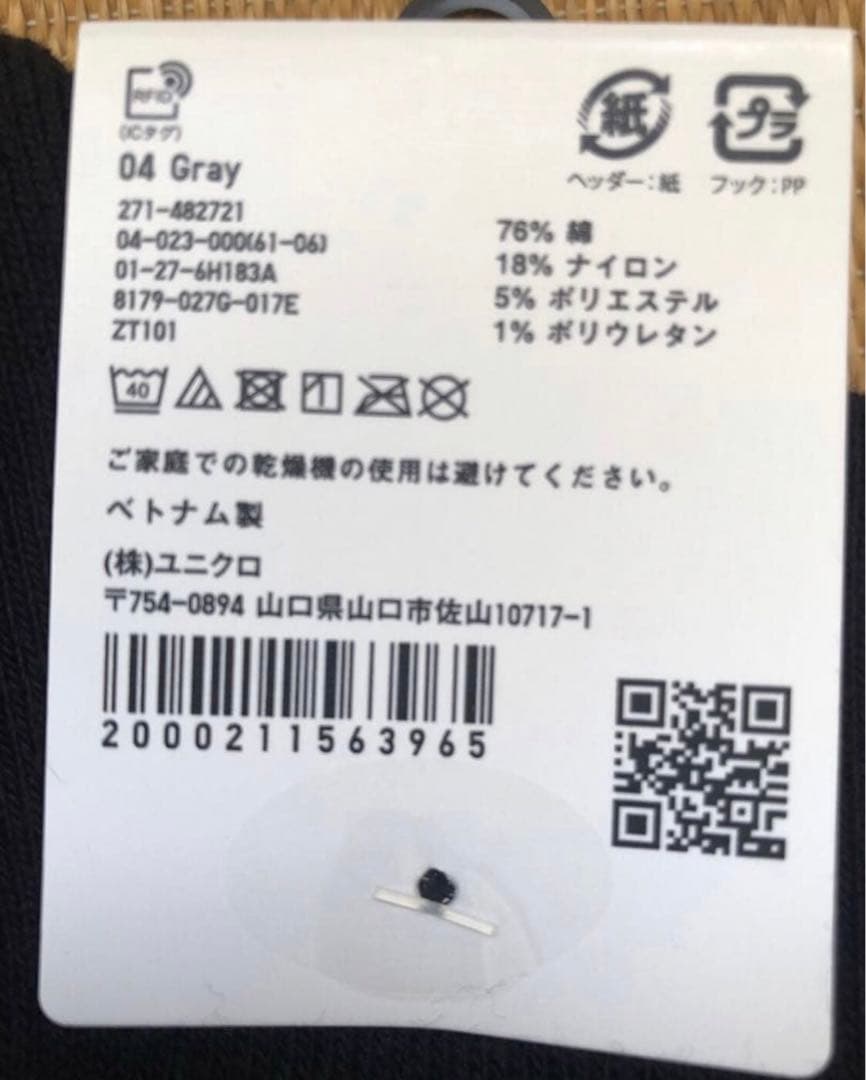 RFID
(ICタグ)
紙
プラ
ヘッダー:紙
フック:PP
04 Gray
271-482721
04-023-000(61-06)
01-27-6H183A
8179-027G-017E
ZT101
76% 綿
18% ナイロン
5% ポリエステル
1% ポリウレタン
40
ご家庭での乾燥機の使用は避けてください。
ベトナム製
(株)ユニクロ
〒754-0894 山口県山口市佐山10717-1
2000211563965